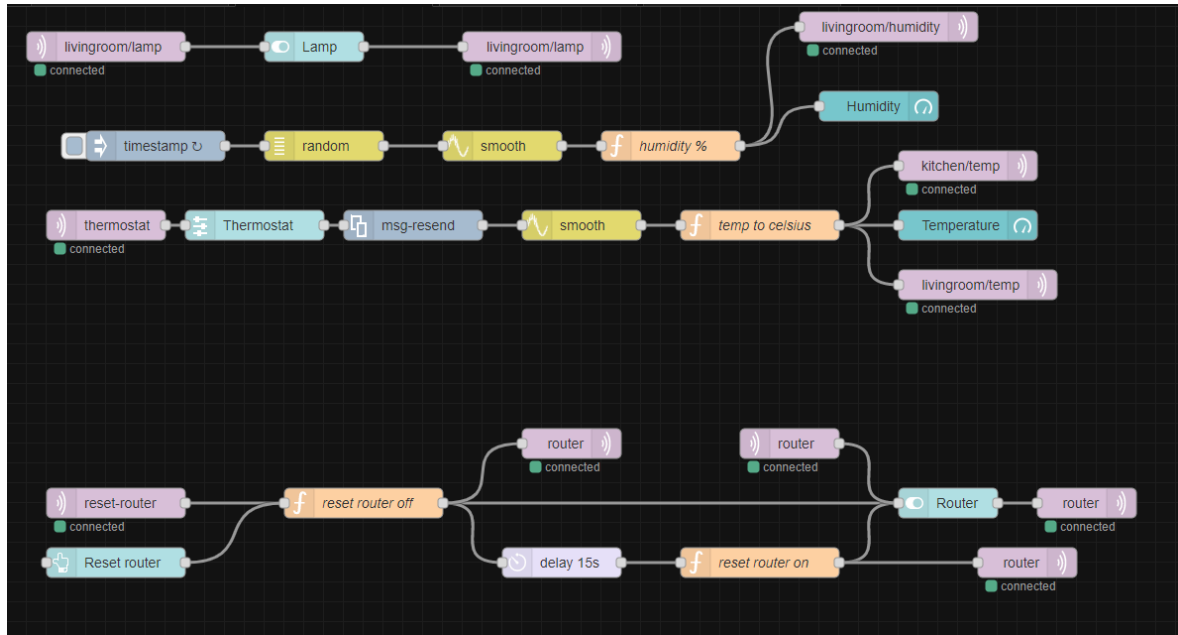 livingroom/lamp
connected
Lamp
livingroom/lamp
connected
livingroom/humidity
connected
Humidity
timestamp ↻
random
smooth
humidity %
kitchen/temp
connected
thermostat
connected
Thermostat
msg-resend
smooth
temp to celsius
Temperature
livingroom/temp
connected
router
connected
router
connected
reset-router
connected
reset router off
Router
router
connected
Reset router
delay 15s
reset router on
router
connected